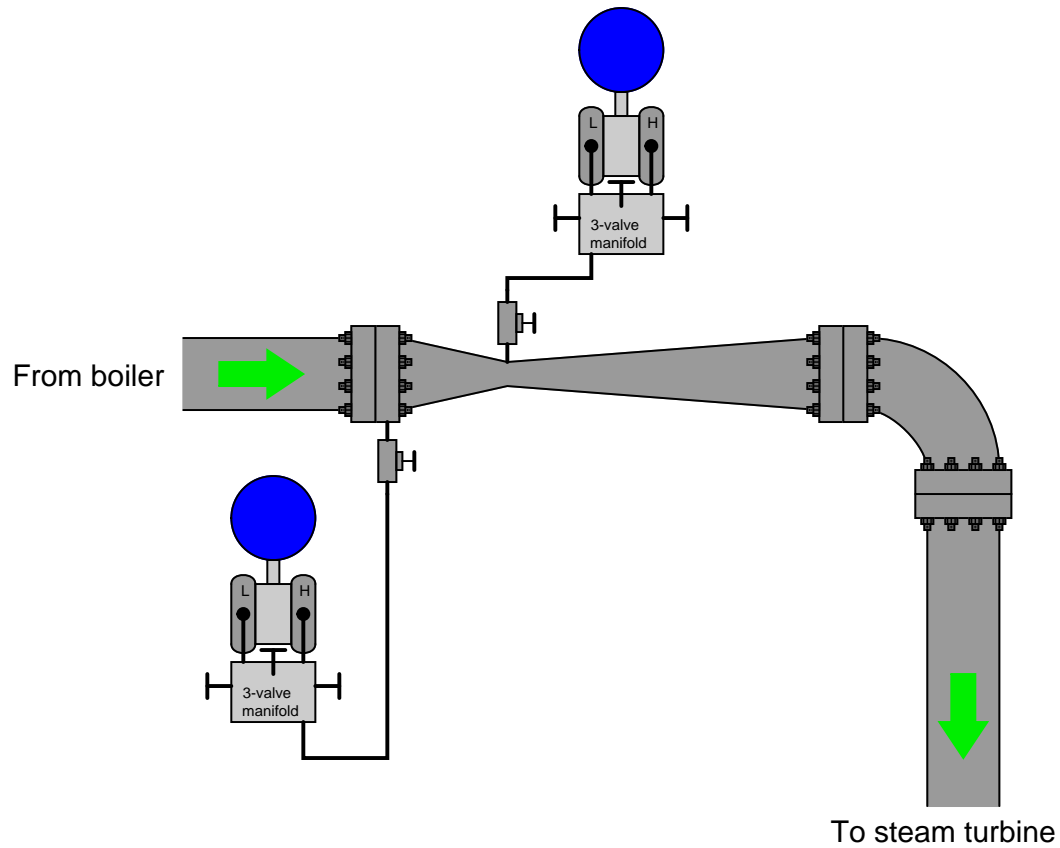 L H
3-valve
manifold
From boiler
L H
3-valve
manifold
To steam turbine